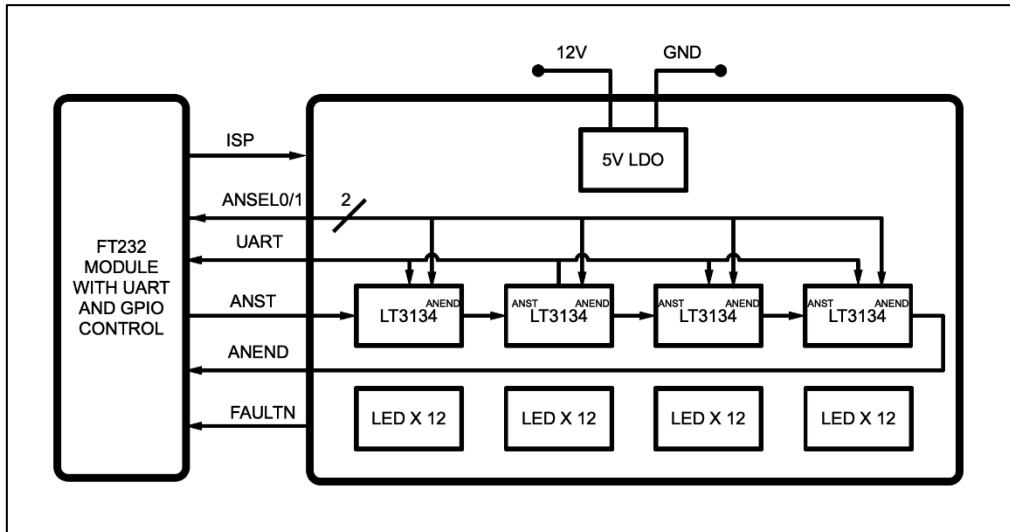 12V
GND
5V LDO
ISP
ANSEL0/1
2
UART
ANST
ANEND
FAULTN
FT232
MODULE
WITH UART
AND GPIO
CONTROL
ANEND
LT3134
ANST ANEND
LT3134
ANST ANEND
LT3134
ANST ANEND
LT3134
LED X 12
LED X 12
LED X 12
LED X 12